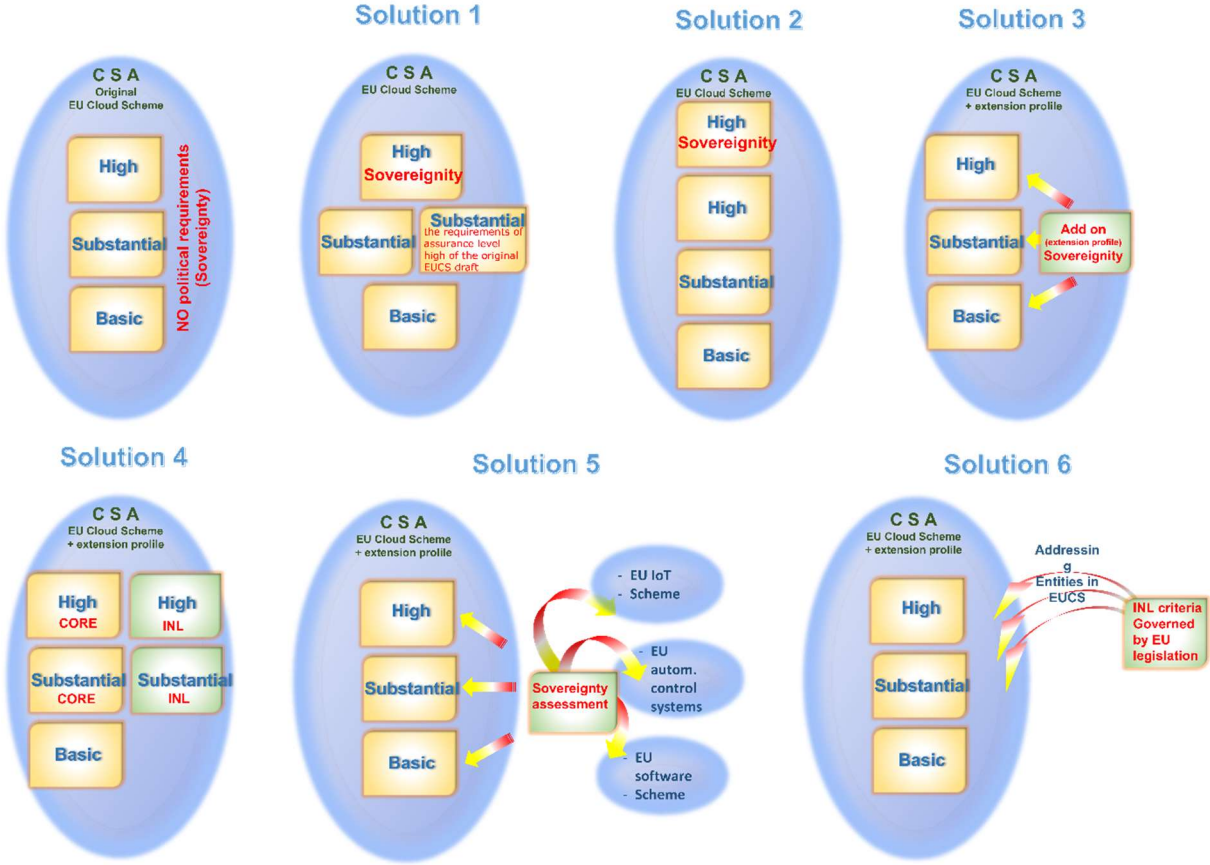 C S A
Original
EU Cloud Scheme
High
Substantial
Basic
NO political requirements
(Sovereignty)
Solution 1
C S A
EU Cloud Scheme
High
Sovereignity
Substantial
Substantial
the requirements of
assurance level
high of the original
EUCS draft
Basic
Solution 2
C S A
EU Cloud Scheme
High
Sovereignity
High
Substantial
Basic
Solution 3
C S A
EU Cloud Scheme
+ extension prolile
High
Substantial
Basic
Add on
(extension profile)
Sovereignity
Solution 4
C S A
EU Cloud Scheme
+ extension prolile
High
CORE
High
INL
Substantial
CORE
Substantial
INL
Basic
Solution 5
C S A
EU Cloud Scheme
+ extension prolile
High
Substantial
Basic
Sovereignty
assessment
- EU IoT
- Scheme
- EU
autom.
control
systems
- EU
software
- Scheme
Solution 6
C S A
EU Cloud Scheme
+ extension prolile
High
Substantial
Basic
Addressin
g
Entities in
EUCS
INL criteria
Governed
by EU
legislation